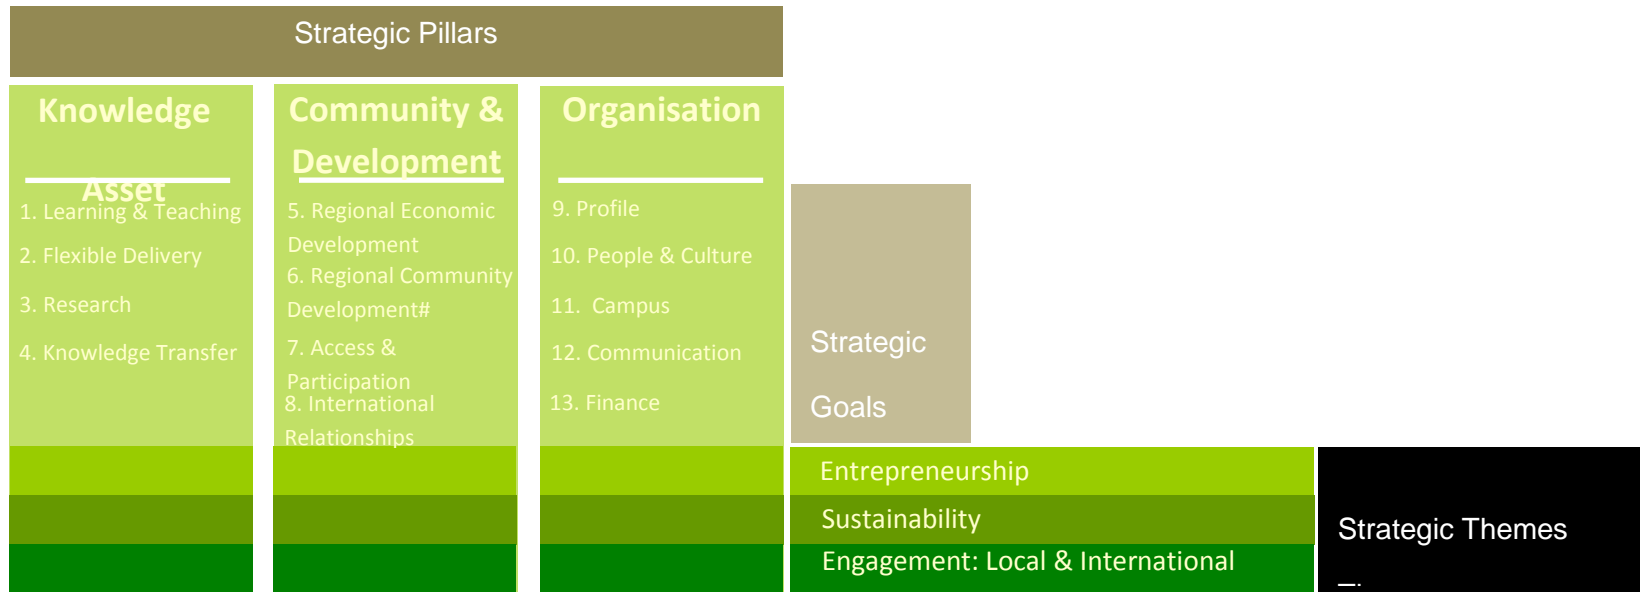 Strategic Pillars
Knowledge
Asset
1. Learning & Teaching
2. Flexible Delivery
3. Research
4. Knowledge Transfer
Community &
Development
5. Regional Economic
Development
6. Regional Community
Development#
7. Access &
Participation
8. International
Relationships
Organisation
9. Profile
10. People & Culture
11. Campus
12. Communication
13. Finance
Strategic
Goals
Entrepreneurship
Sustainability
Engagement: Local & International
Strategic Themes